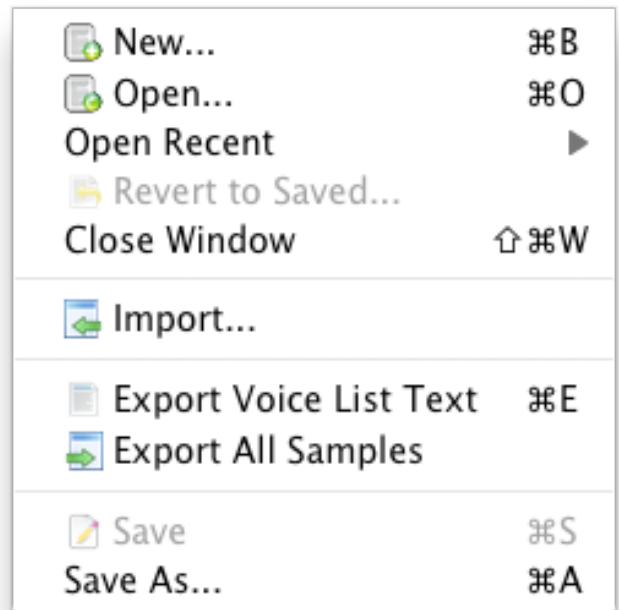 New... ⌘B
Open... ⌘O
Open Recent ▶
Revert to Saved...
Close Window ⇧⌘W
Import...
Export Voice List Text ⌘E
Export All Samples
Save ⌘S
Save As... ⌘A